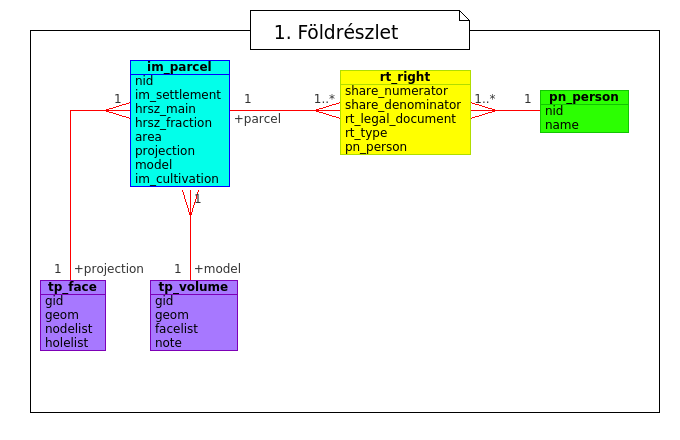 1. Földrészlet
im_parcel
nid
im_settlement
hrsz_main
hrsz_fraction
area
projection
model
im_cultivation
rt_right
share_numerator
share_denominator
rt_legal_document
rt_type
pn_person
pn_person
nid
name
1
1
1..*
1..*
1
+parcel
1
1
+projection
1
+model
tp_face
gid
geom
nodelist
holelist
tp_volume
gid
geom
facelist
note